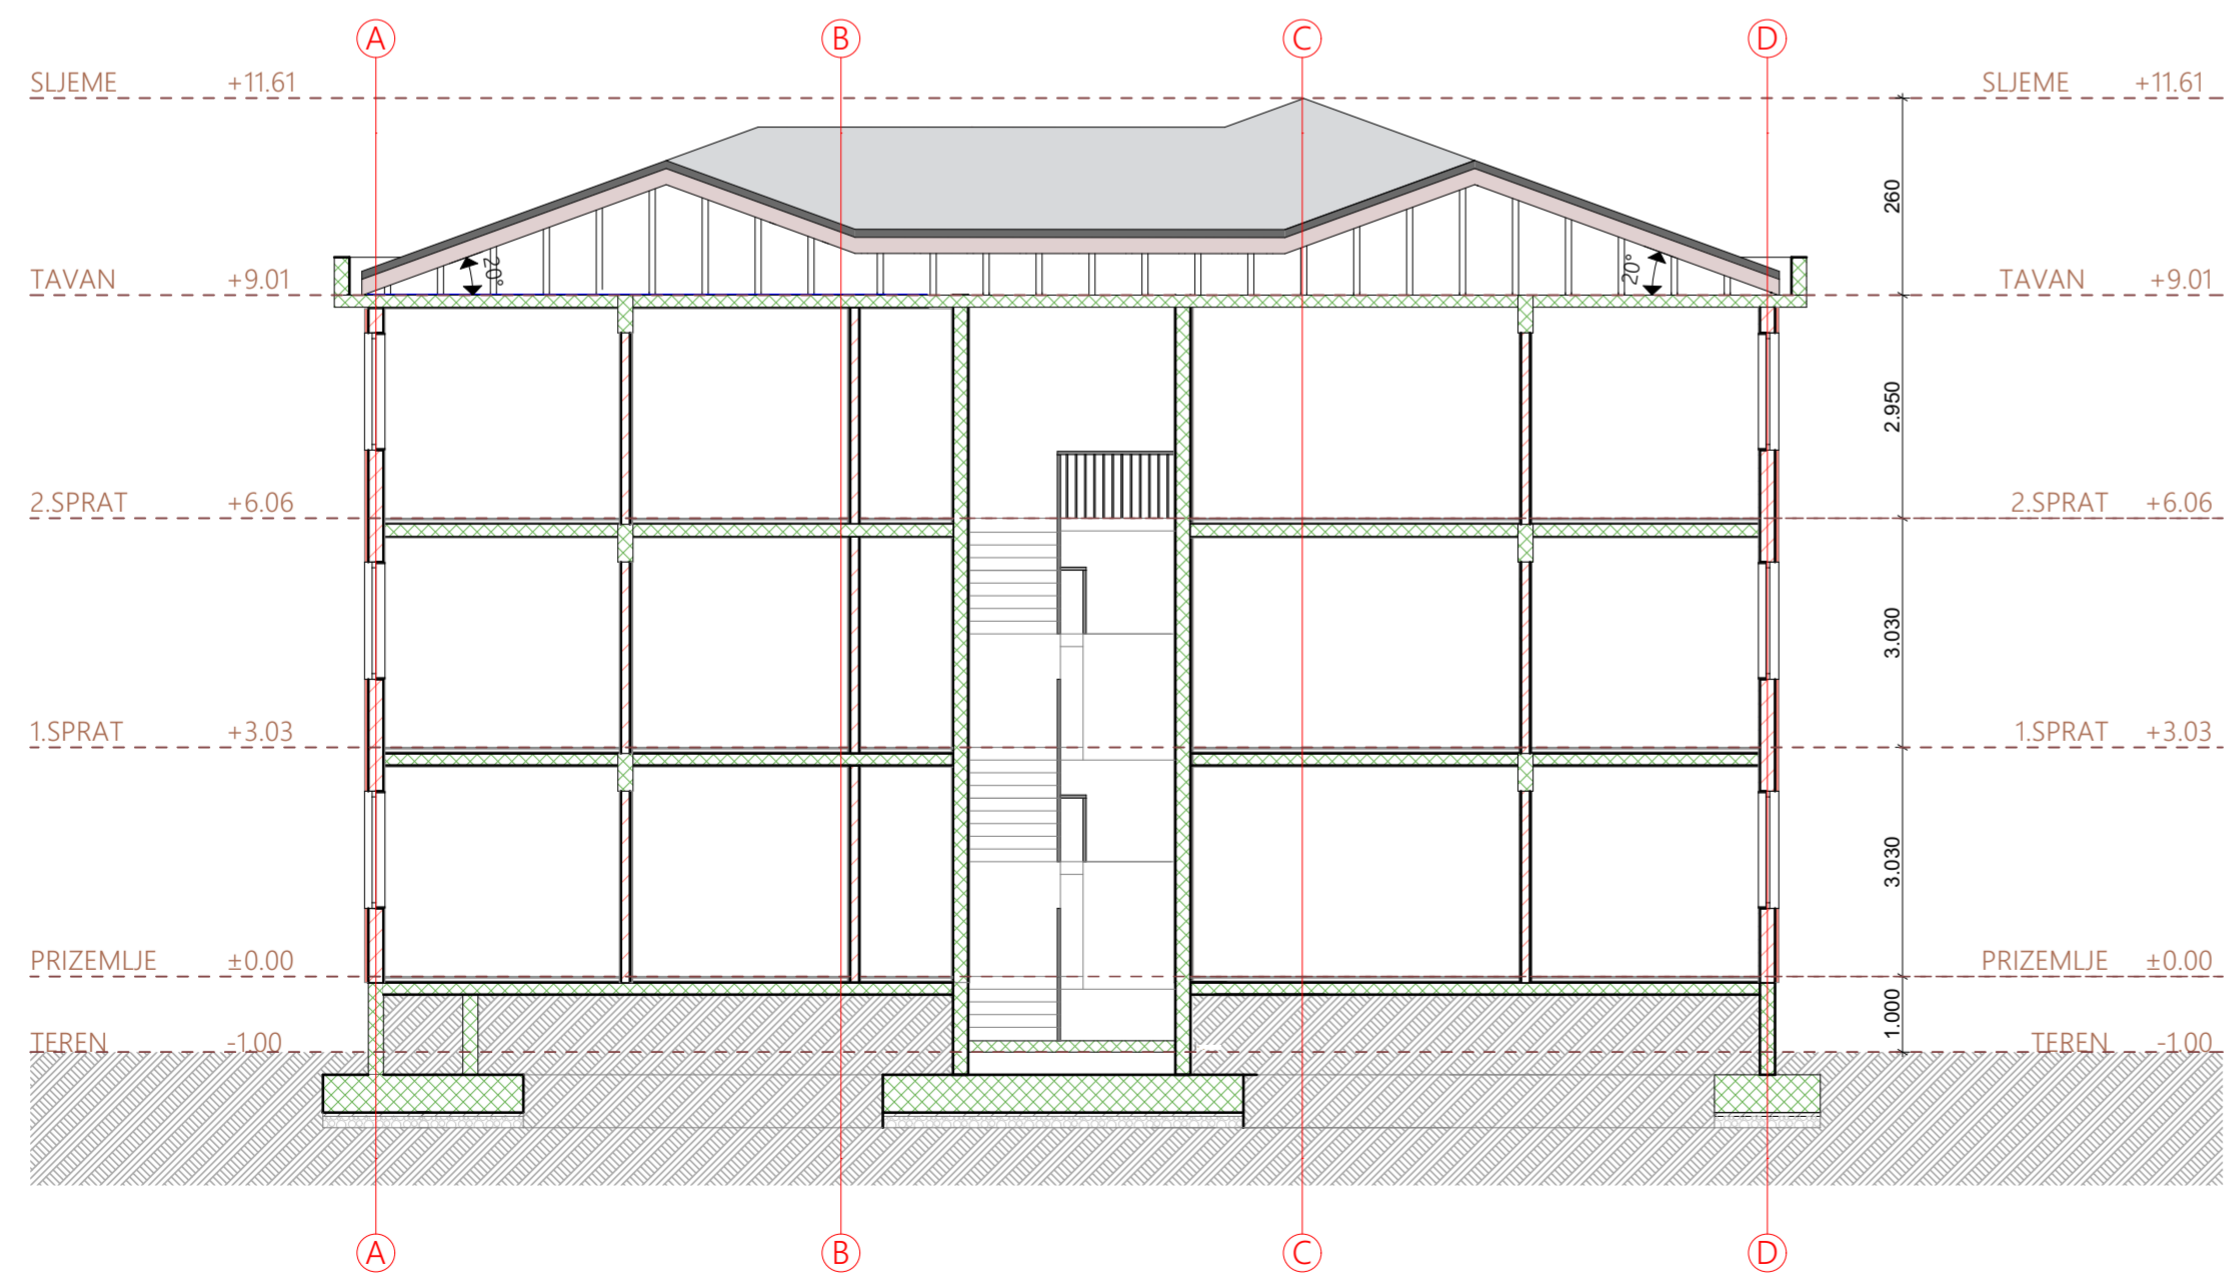 A B C D
SLJEME +11.61 SLJEME +11.61
260
TAVAN +9.01 20° 20° TAVAN +9.01
2.950
2.SPRAT +6.06 2.SPRAT +6.06
3.030
1.SPRAT +3.03 1.SPRAT +3.03
3.030
PRIZEMLJE ±0.00 PRIZEMLJE ±0.00
1.000
TEREN -1.00 TEREN -1.00
A B C D